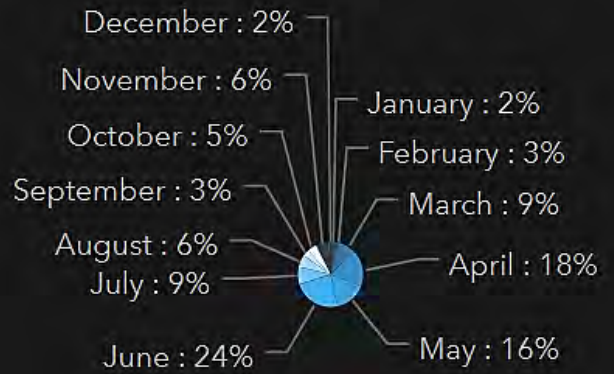 December : 2%
November : 6%
January : 2%
October : 5%
February : 3%
September : 3%
March : 9%
August : 6%
April : 18%
July : 9%
May : 16%
June : 24%